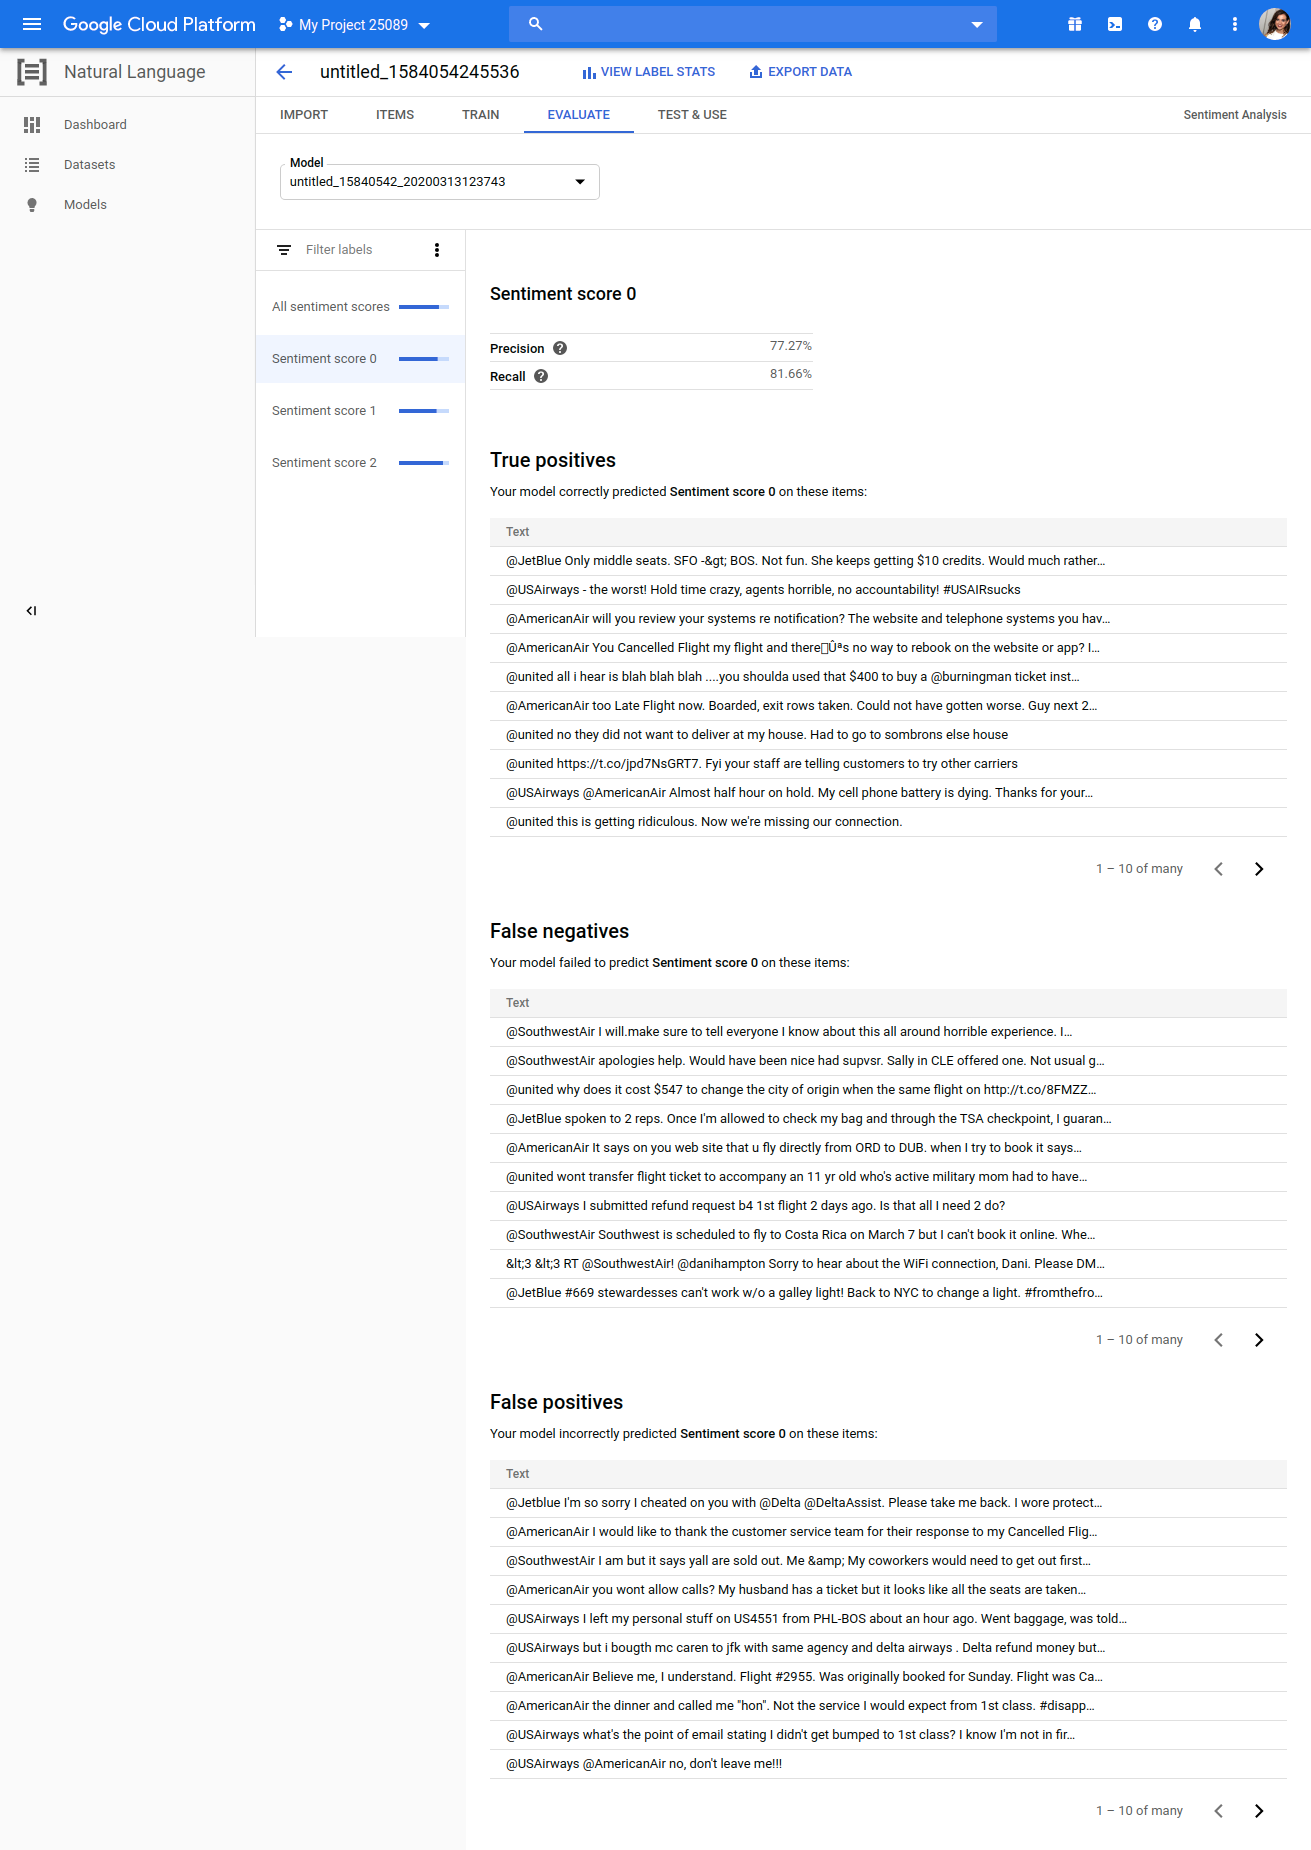 Google Cloud Platform My Project 25089
Natural Language
untitled_1584054245536 VIEW LABEL STATS EXPORT DATA
Dashboard
Datasets
Models
IMPORT ITEMS TRAIN EVALUATE TEST & USE Sentiment Analysis
Model
untitled_15840542_20200313123743
Filter labels
All sentiment scores
Sentiment score 0
Sentiment score 1
Sentiment score 2
Sentiment score 0
Precision 77.27%
Recall 81.66%
True positives
Your model correctly predicted Sentiment score 0 on these items:
Text
@JetBlue Only middle seats. SFO -&gt; BOS. Not fun. She keeps getting $10 credits. Would much rather...
@USAirways - the worst! Hold time crazy, agents horrible, no accountability! #USAIRsucks
@AmericanAir will you review your systems re notification? The website and telephone systems you hav...
@AmericanAir You Cancelled Flight my flight and there▯Ûªs no way to rebook on the website or app? I...
@united all i hear is blah blah blah ....you shoulda used that $400 to buy a @burningman ticket inst...
@AmericanAir too Late Flight now. Boarded, exit rows taken. Could not have gotten worse. Guy next 2...
@united no they did not want to deliver at my house. Had to go to sombrons else house
@united https://t.co/jpd7NsGRT7. Fyi your staff are telling customers to try other carriers
@USAirways @AmericanAir Almost half hour on hold. My cell phone battery is dying. Thanks for your...
@united this is getting ridiculous. Now we're missing our connection.
1 – 10 of many
False negatives
Your model failed to predict Sentiment score 0 on these items:
Text
@SouthwestAir I will.make sure to tell everyone I know about this all around horrible experience. I...
@SouthwestAir apologies help. Would have been nice had supvsr. Sally in CLE offered one. Not usual g...
@united why does it cost $547 to change the city of origin when the same flight on http://t.co/8FMZZ...
@JetBlue spoken to 2 reps. Once I'm allowed to check my bag and through the TSA checkpoint, I guaran...
@AmericanAir It says on you web site that u fly directly from ORD to DUB. when I try to book it says...
@united wont transfer flight ticket to accompany an 11 yr old who's active military mom had to have...
@USAirways I submitted refund request b4 1st flight 2 days ago. Is that all I need 2 do?
@SouthwestAir Southwest is scheduled to fly to Costa Rica on March 7 but I can't book it online. Whe...
&lt;3 &lt;3 RT @SouthwestAir! @danihampton Sorry to hear about the WiFi connection, Dani. Please DM...
@JetBlue #669 stewardesses can't work w/o a galley light! Back to NYC to change a light. #fromthefro...
1 – 10 of many
False positives
Your model incorrectly predicted Sentiment score 0 on these items:
Text
@Jetblue I'm so sorry I cheated on you with @Delta @DeltaAssist. Please take me back. I wore protect...
@AmericanAir I would like to thank the customer service team for their response to my Cancelled Flig...
@SouthwestAir I am but it says yall are sold out. Me &amp; My coworkers would need to get out first...
@AmericanAir you wont allow calls? My husband has a ticket but it looks like all the seats are taken...
@USAirways I left my personal stuff on US4551 from PHL-BOS about an hour ago. Went baggage, was told...
@USAirways but i bougth mc caren to jfk with same agency and delta airways . Delta refund money but...
@AmericanAir Believe me, I understand. Flight #2955. Was originally booked for Sunday. Flight was Ca...
@AmericanAir the dinner and called me "hon". Not the service I would expect from 1st class. #disapp...
@USAirways what's the point of email stating I didn't get bumped to 1st class? I know I'm not in fir...
@USAirways @AmericanAir no, don't leave me!!!
1 – 10 of many